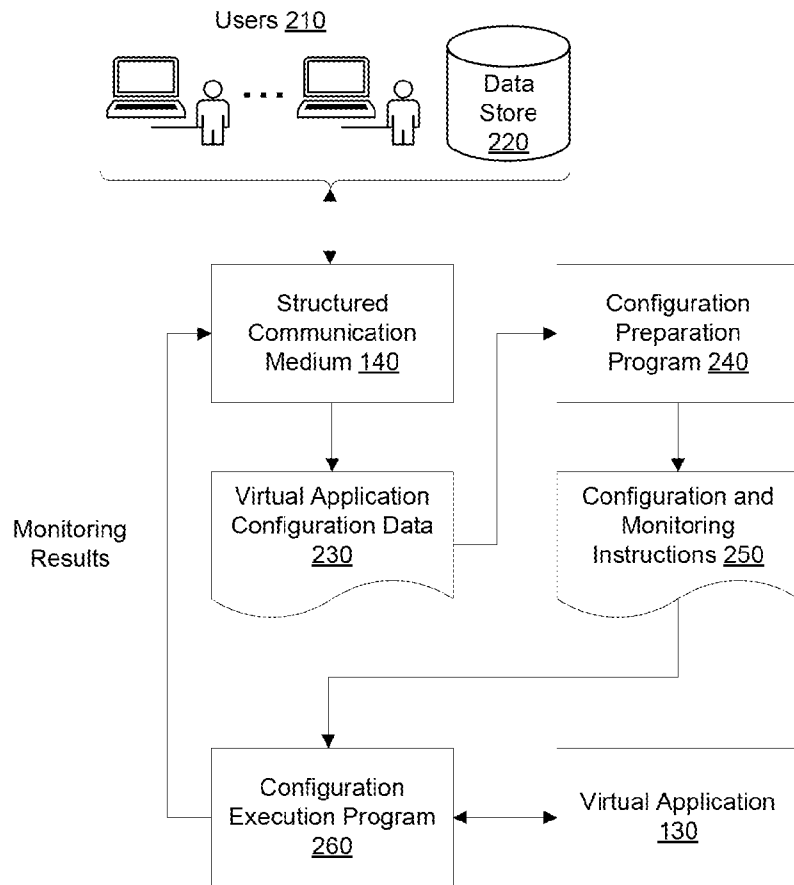 Users 210
Data
Store
220
Structured
Communication
Medium 140
Configuration
Preparation
Program 240
Virtual Application
Configuration Data
230
Configuration and
Monitoring
Instructions 250
Monitoring
Results
Configuration
Execution Program
260
Virtual Application
130